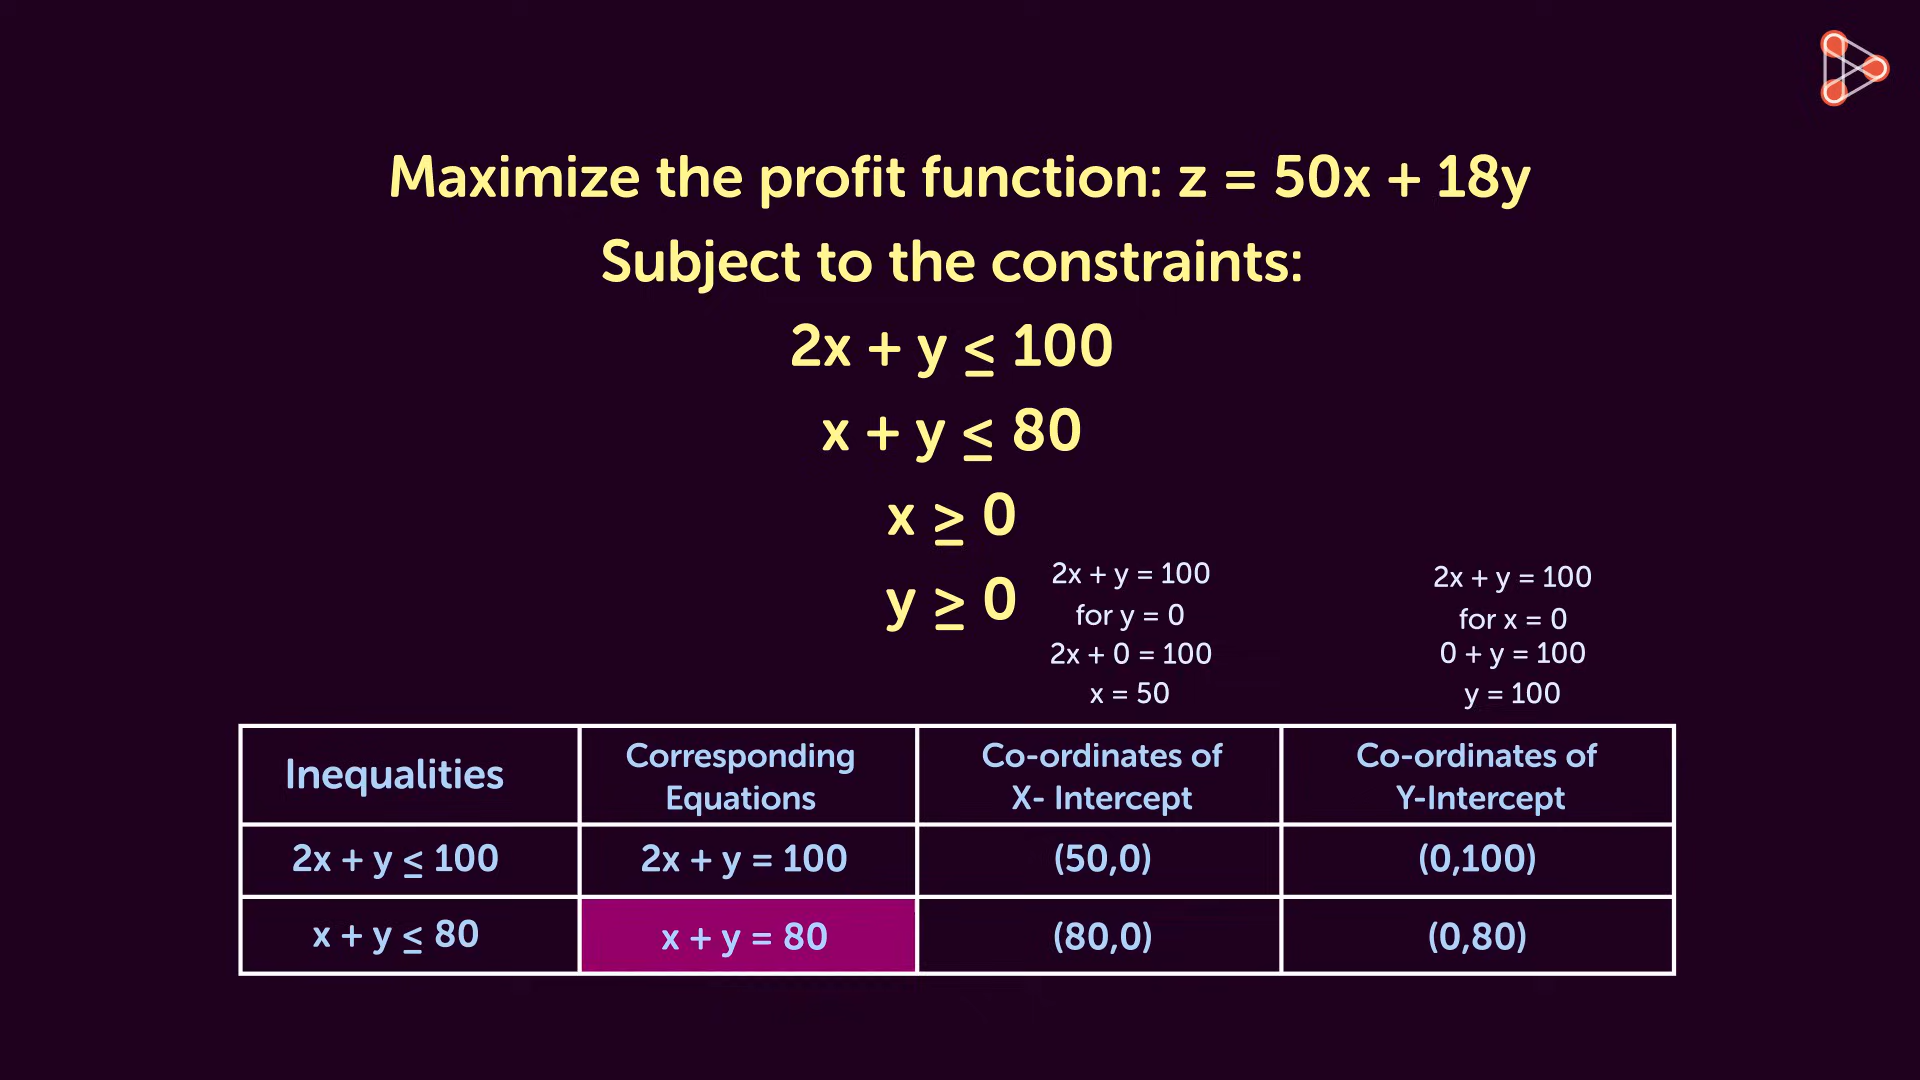 Maximize the profit function: z = 50x + 18y
Subject to the constraints:
2x + y ≤ 100
x + y ≤ 80
x ≥ 0
y ≥ 0
2x + y = 100
for y = 0
2x + 0 = 100
x = 50
2x + y = 100
for x = 0
0 + y = 100
y = 100
Inequalities
Corresponding
Equations
Co-ordinates of
X- Intercept
Co-ordinates of
Y-Intercept
2x + y ≤ 100
2x + y = 100
(50,0)
(0,100)
x + y ≤ 80
x + y = 80
(80,0)
(0,80)